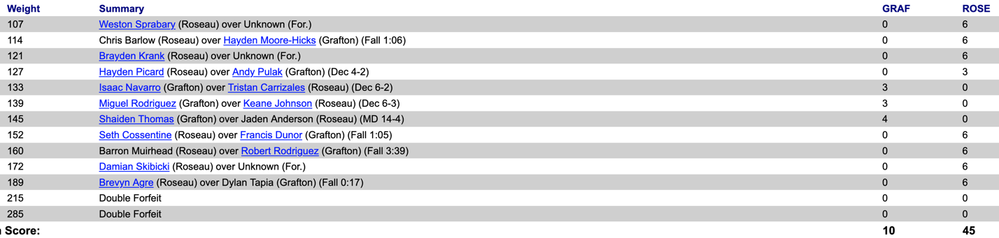 Weight Summary GRAF ROSE
107 Weston Sprabary (Roseau) over Unknown (For.) 0 6
114 Chris Barlow (Roseau) over Hayden Moore-Hicks (Grafton) (Fall 1:06) 0 6
121 Brayden Krank (Roseau) over Unknown (For.) 0 6
127 Hayden Picard (Roseau) over Andy Pulak (Grafton) (Dec 4-2) 0 3
133 Isaac Navarro (Grafton) over Tristan Carrizales (Roseau) (Dec 6-2) 3 0
139 Miguel Rodriguez (Grafton) over Keane Johnson (Roseau) (Dec 6-3) 3 0
145 Shaiden Thomas (Grafton) over Jaden Anderson (Roseau) (MD 14-4) 4 0
152 Seth Cossentine (Roseau) over Francis Dunor (Grafton) (Fall 1:05) 0 6
160 Barron Muirhead (Roseau) over Robert Rodriguez (Grafton) (Fall 3:39) 0 6
172 Damian Skibicki (Roseau) over Unknown (For.) 0 6
189 Brevyn Agre (Roseau) over Dylan Tapia (Grafton) (Fall 0:17) 0 6
215 Double Forfeit 0 0
285 Double Forfeit 0 0
Score: 10 45